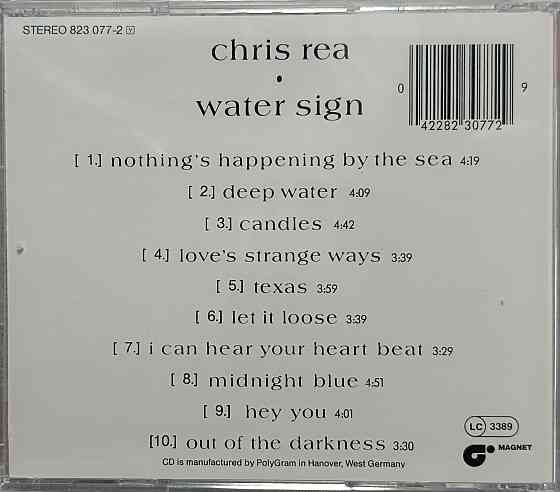 STEREO 823 077-2 Y
chris rea
•
water sign
0 42282 30772 9
[ 1.] nothing's happening by the sea 4:19
[ 2.] deep water 4:09
[ 3.] candles 4:42
[ 4.] love's strange ways 3:39
[ 5.] texas 3:59
[ 6.] let it loose 3:39
[ 7.] i can hear your heart beat 3:29
[ 8.] midnight blue 4:51
[ 9.] hey you 4:01
[10.] out of the darkness 3:30
LC 3389
MAGNET
CD is manufactured by PolyGram in Hanover, West Germany